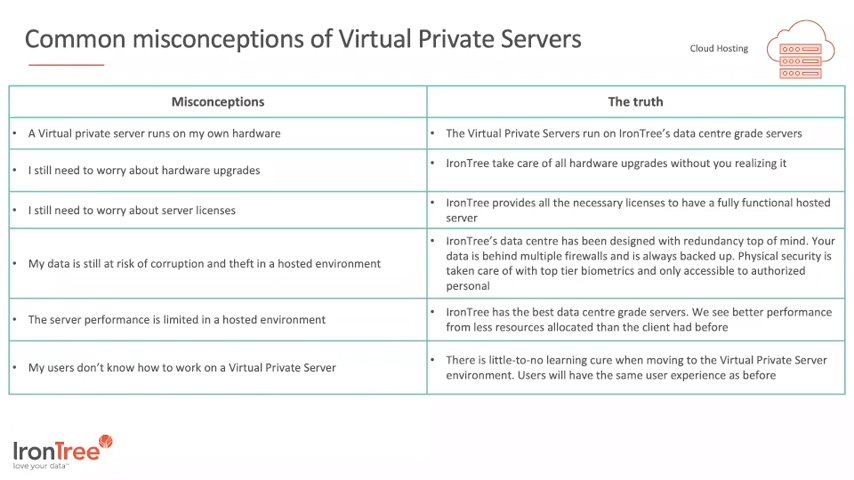 Common misconceptions of Virtual Private Servers
Cloud Hosting
Misconceptions
The truth
• A Virtual private server runs on my own hardware
• The Virtual Private Servers run on IronTree's data centre grade servers
• I still need to worry about hardware upgrades
• IronTree take care of all hardware upgrades without you realizing it
• I still need to worry about server licenses
• IronTree provides all the necessary licenses to have a fully functional hosted
server
• My data is still at risk of corruption and theft in a hosted environment
• IronTree's data centre has been designed with redundancy top of mind. Your
data is behind multiple firewalls and is always backed up. Physical security is
taken care of with top tier biometrics and only accessible to authorized
personal
• The server performance is limited in a hosted environment
• IronTree has the best data centre grade servers. We see better performance
from less resources allocated than the client had before
• My users don't know how to work on a Virtual Private Server
• There is little-to-no learning cure when moving to the Virtual Private Server
environment. Users will have the same user experience as before
IronTree
love your data™